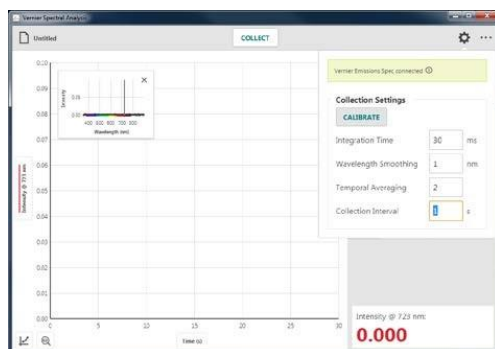 Vernier Spectral Analysis
Untitled
COLLECT
Vernier Emissions Spec connected
Collection Settings
CALIBRATE
Integration Time 30 ms
Wavelength Smoothing 1 nm
Temporal Averaging 2
Collection Interval 1 s
Intensity
Wavelength (nm)
0.10
0.09
0.08
0.07
0.06
0.05
0.04
0.03
0.02
0.01
0.00
0 5 10 15 20 25 30
Time (s)
Intensity @ 723 nm:
0.000